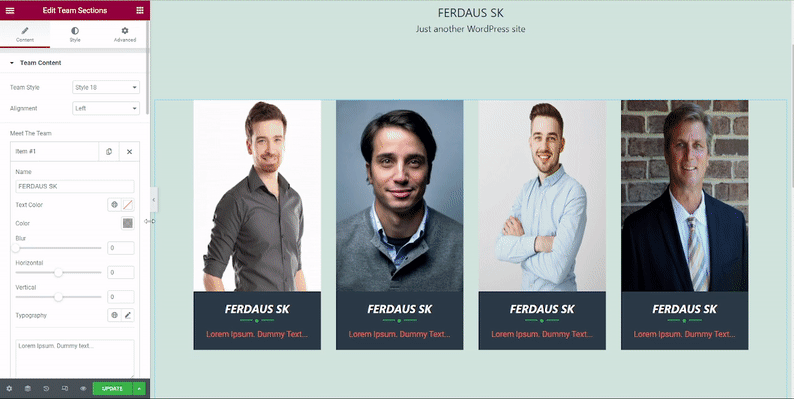 Edit Team Sections
Content
Style
Advanced
Team Content
Team Style
Style 18
Alignment
Left
Meet The Team
Item #1
Name
FERDAUS SK
Text Color
Color
Blur
0
Horizontal
0
Vertical
0
Typography
Lorem Ipsum. Dummy text...
UPDATE
FERDAUS SK
Just another WordPress site
FERDAUS SK
Lorem Ipsum. Dummy Text...
FERDAUS SK
Lorem Ipsum. Dummy Text...
FERDAUS SK
Lorem Ipsum. Dummy Text...
FERDAUS SK
Lorem Ipsum. Dummy Text...